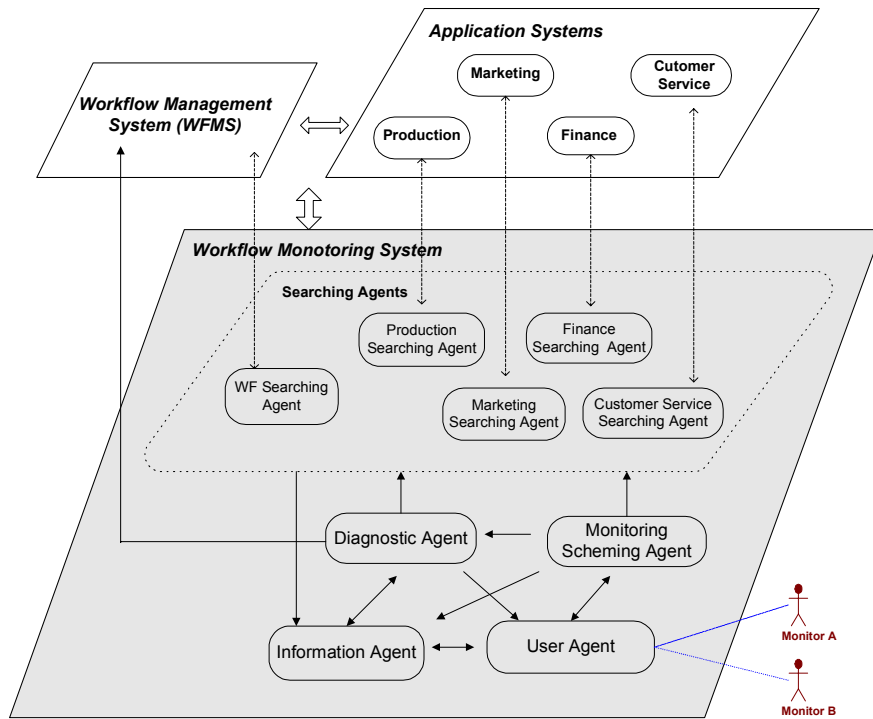 Application Systems
Marketing
Cutomer
Service
Workflow Management
System (WFMS)
Production
Finance
Workflow Monotoring System
Searching Agents
Production
Searching Agent
Finance
Searching Agent
WF Searching
Agent
Marketing
Searching Agent
Customer Service
Searching Agent
Diagnostic Agent
Monitoring
Scheming Agent
Information Agent
User Agent
Monitor A
Monitor B